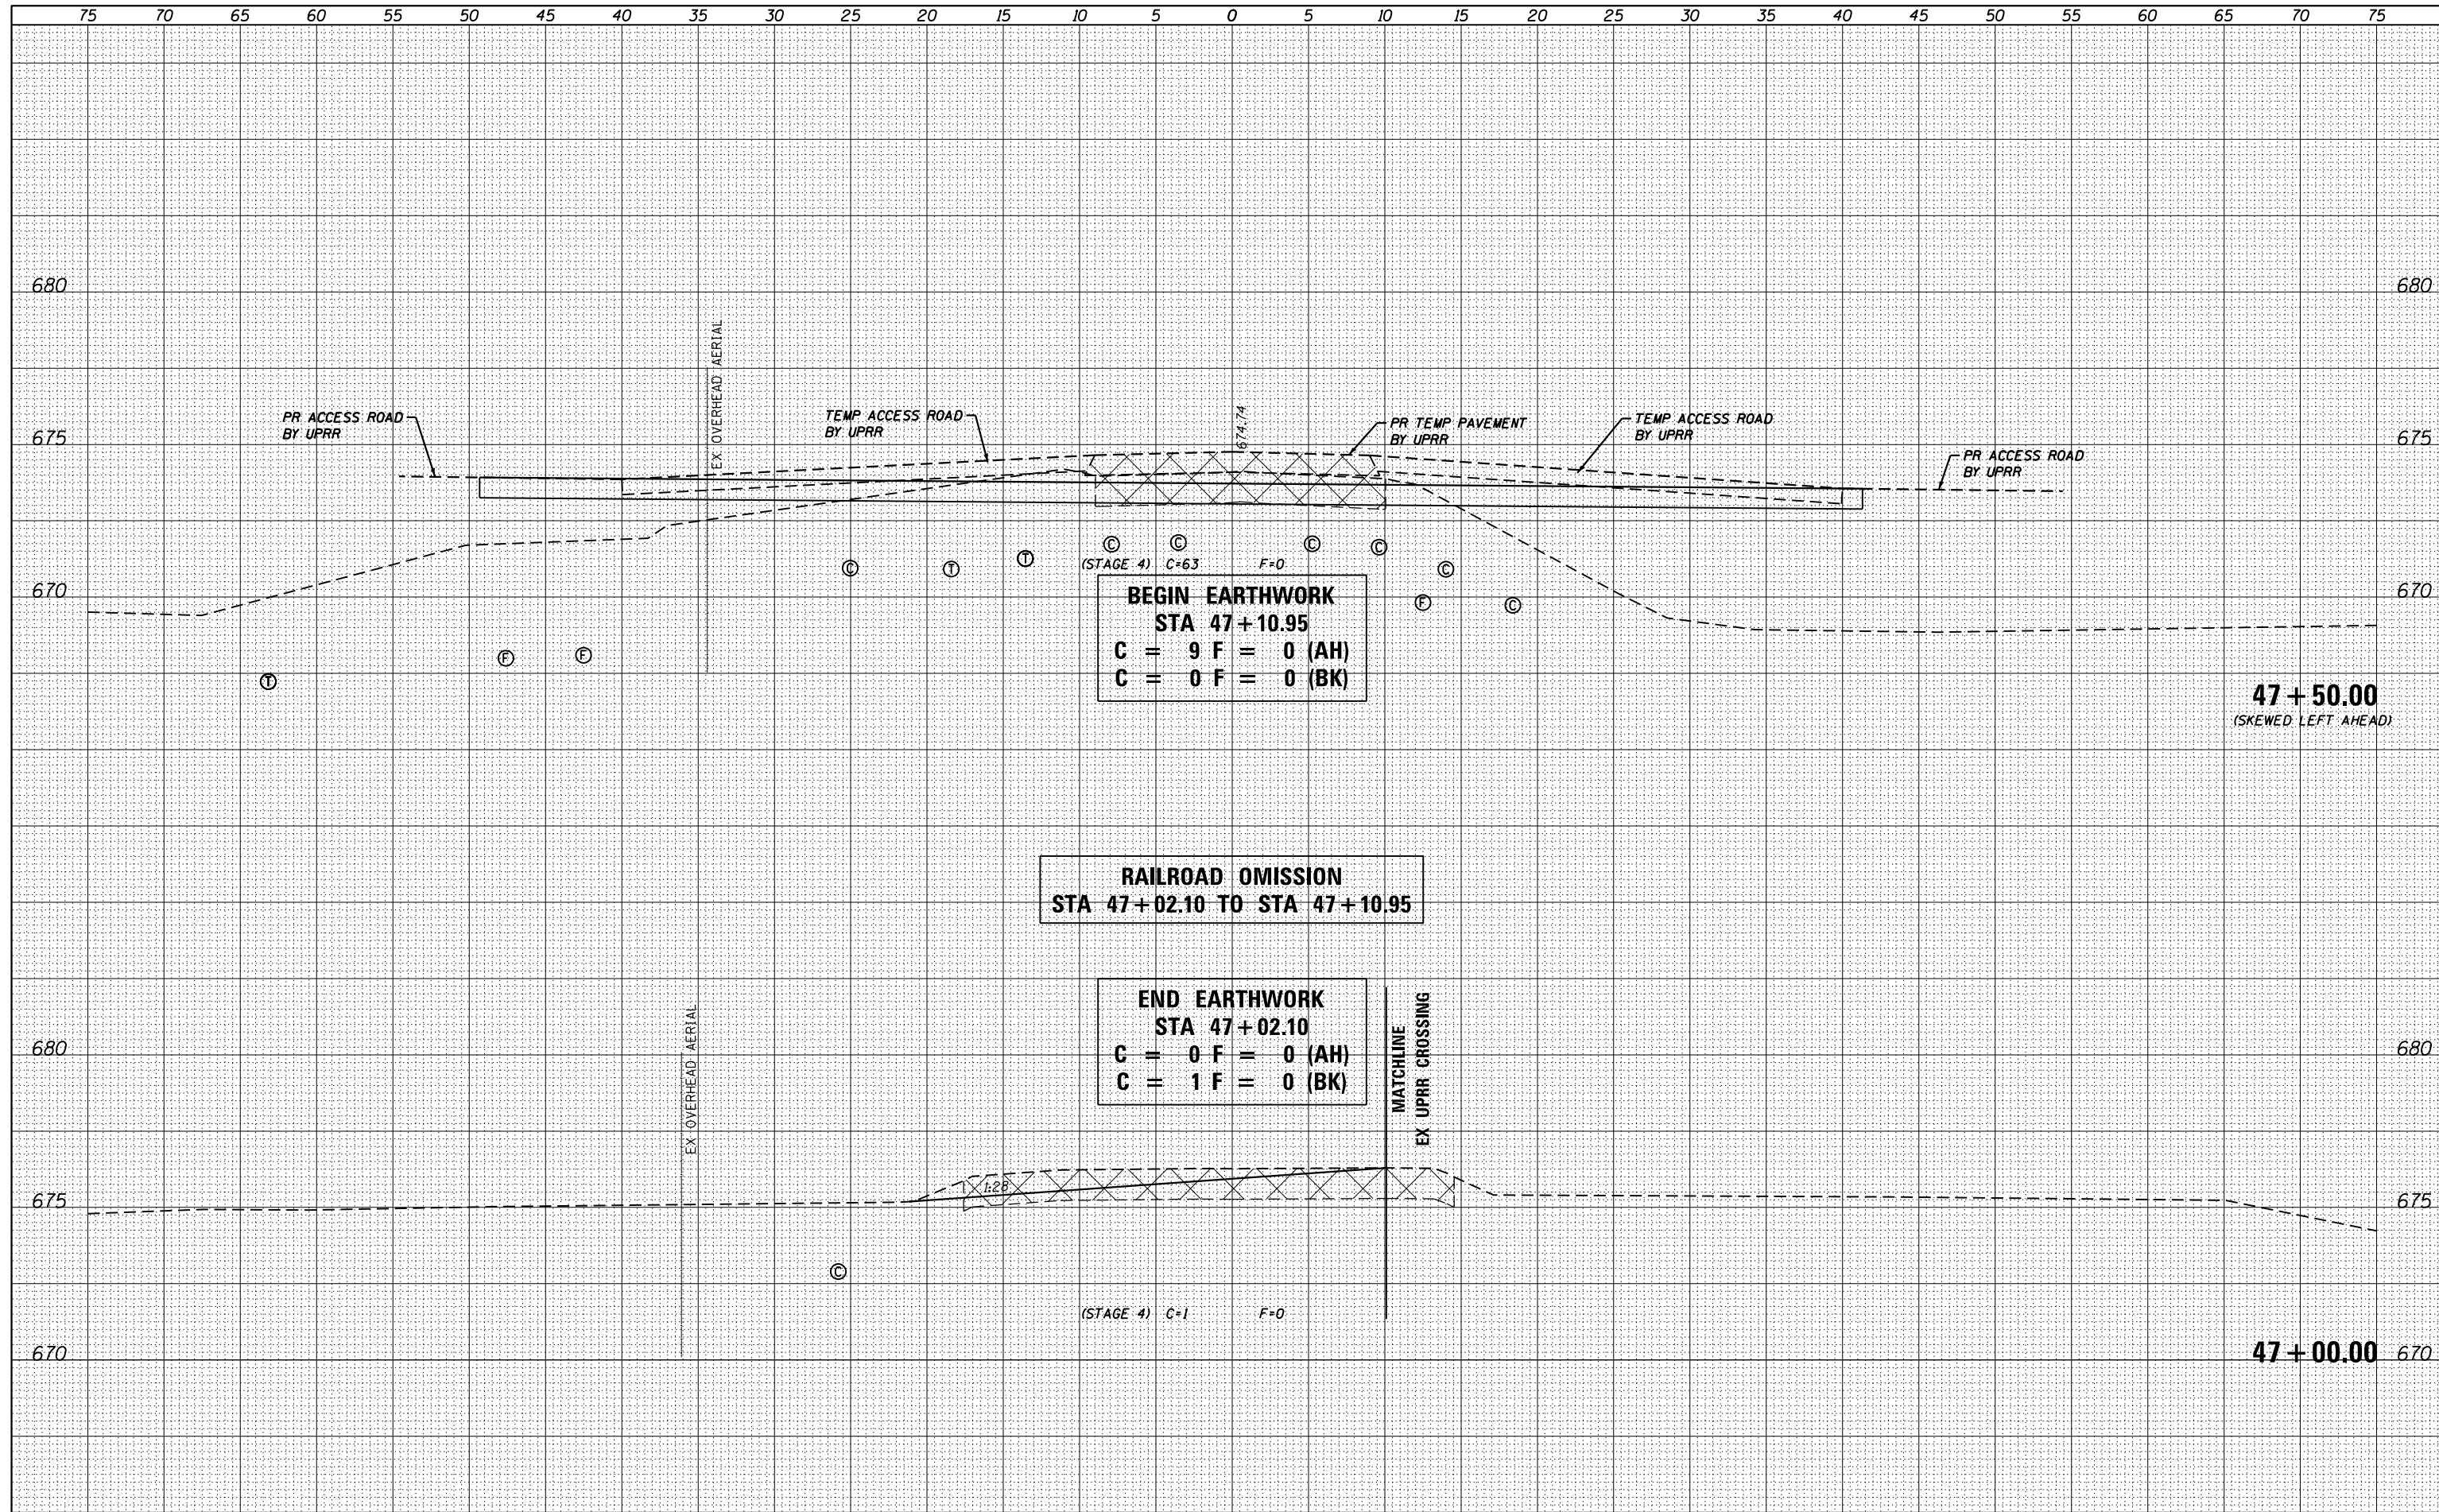 75 70 65 60 55 50 45 40 35 30 25 20 15 10 5 0 5 10 15 20 25 30 35 40 45 50 55 60 65 70 75
680 680
EX OVERHEAD AERIAL
PR ACCESS ROAD
BY UPRR
TEMP ACCESS ROAD
BY UPRR
674.74
PR TEMP PAVEMENT
BY UPRR
TEMP ACCESS ROAD
BY UPRR
PR ACCESS ROAD
BY UPRR
675 675
C T T C C C C C
(STAGE 4) C=63 F=0
670 670
F C
BEGIN EARTHWORK
STA 47+10.95
C = 9 F = 0 (AH)
C = 0 F = 0 (BK)
T F F
47+50.00
(SKEWED LEFT AHEAD)
RAILROAD OMISSION
STA 47+02.10 TO STA 47+10.95
END EARTHWORK
STA 47+02.10
C = 0 F = 0 (AH)
C = 1 F = 0 (BK)
MATCHLINE
EX UPRR CROSSING
EX OVERHEAD AERIAL
680 680
1:28
675 675
C
(STAGE 4) C=1 F=0
670 47+00.00 670